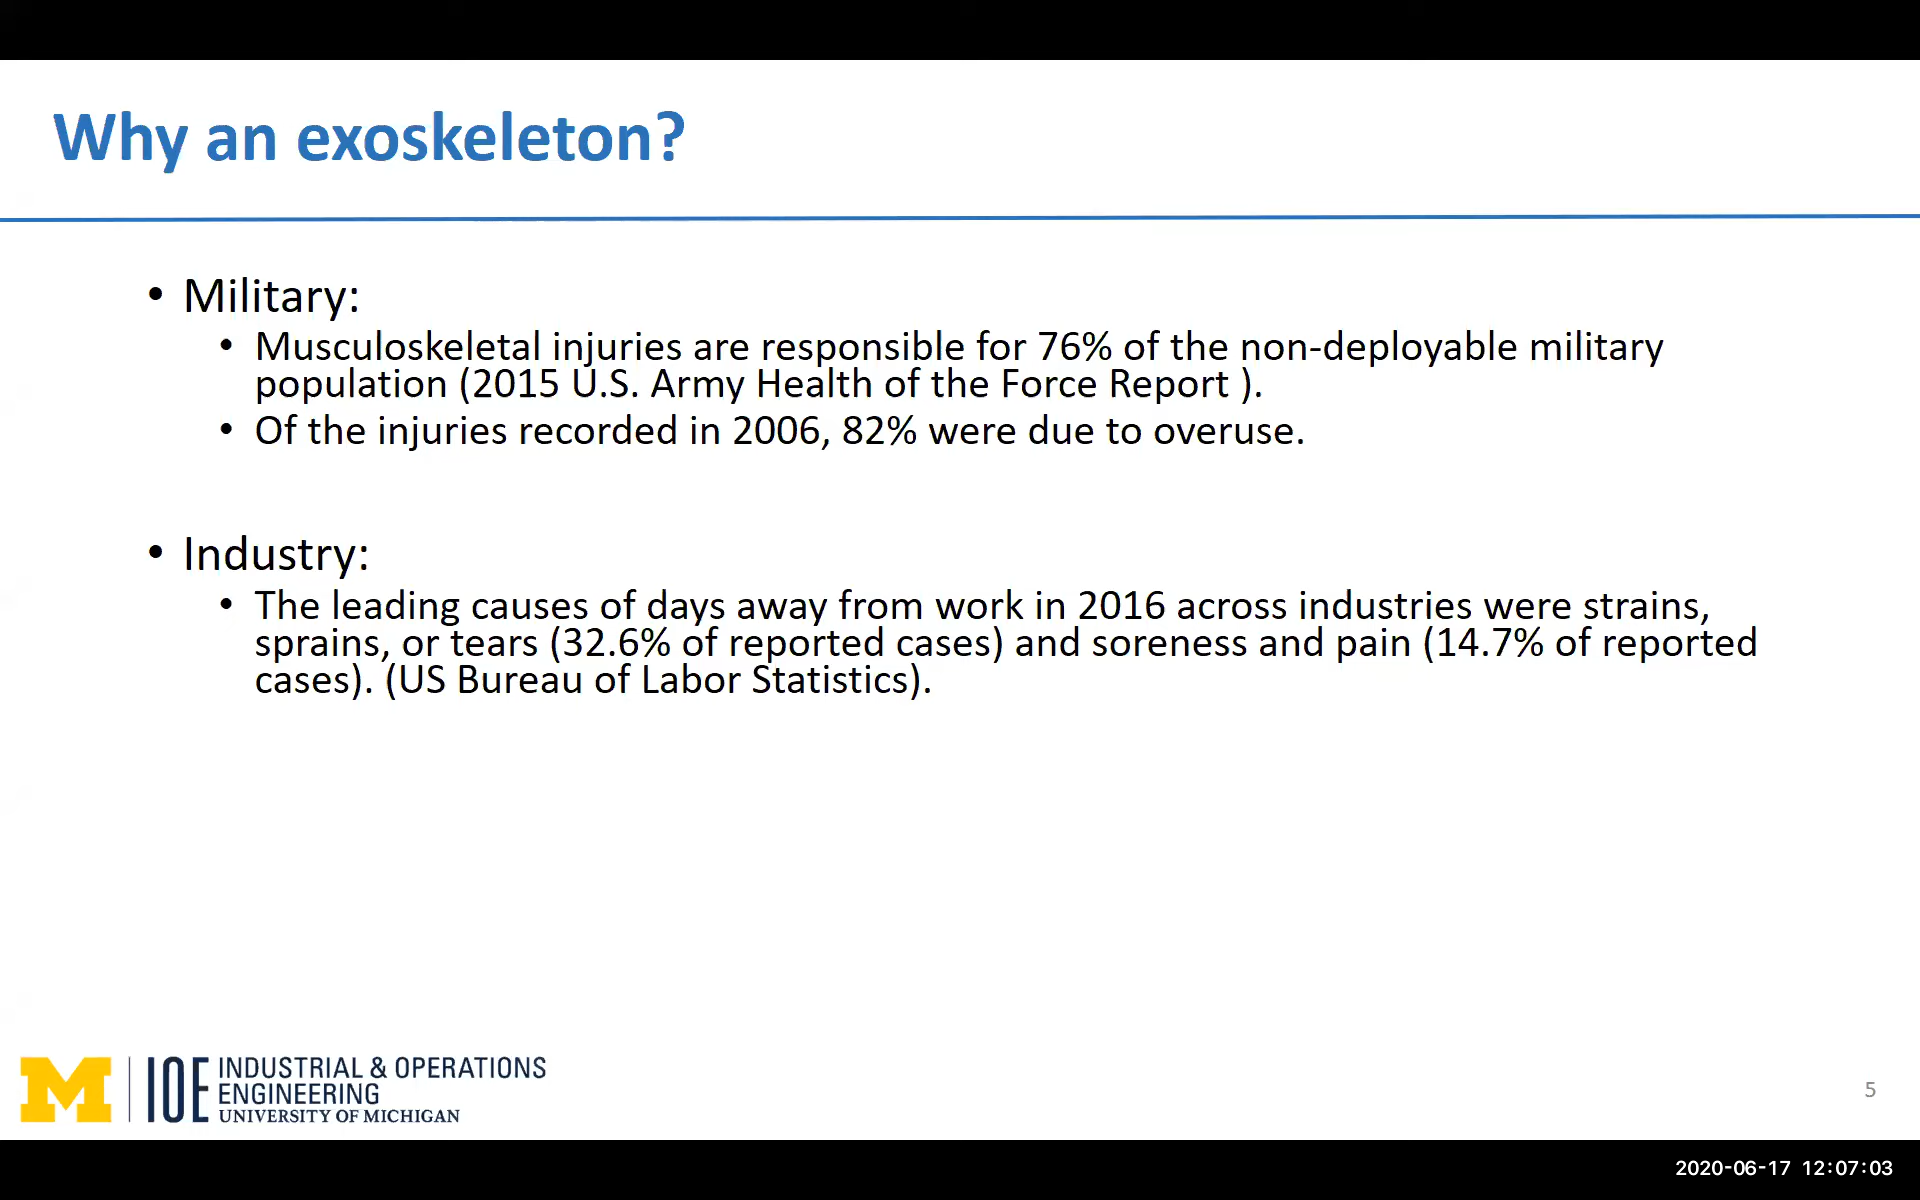 Why an exoskeleton?
• Military:
• Musculoskeletal injuries are responsible for 76% of the non-deployable military
population (2015 U.S. Army Health of the Force Report ).
• Of the injuries recorded in 2006, 82% were due to overuse.
• Industry:
• The leading causes of days away from work in 2016 across industries were strains,
sprains, or tears (32.6% of reported cases) and soreness and pain (14.7% of reported
cases). (US Bureau of Labor Statistics).
M IOE INDUSTRIAL & OPERATIONS
ENGINEERING
UNIVERSITY OF MICHIGAN
5
2020-06-17 12:07:03